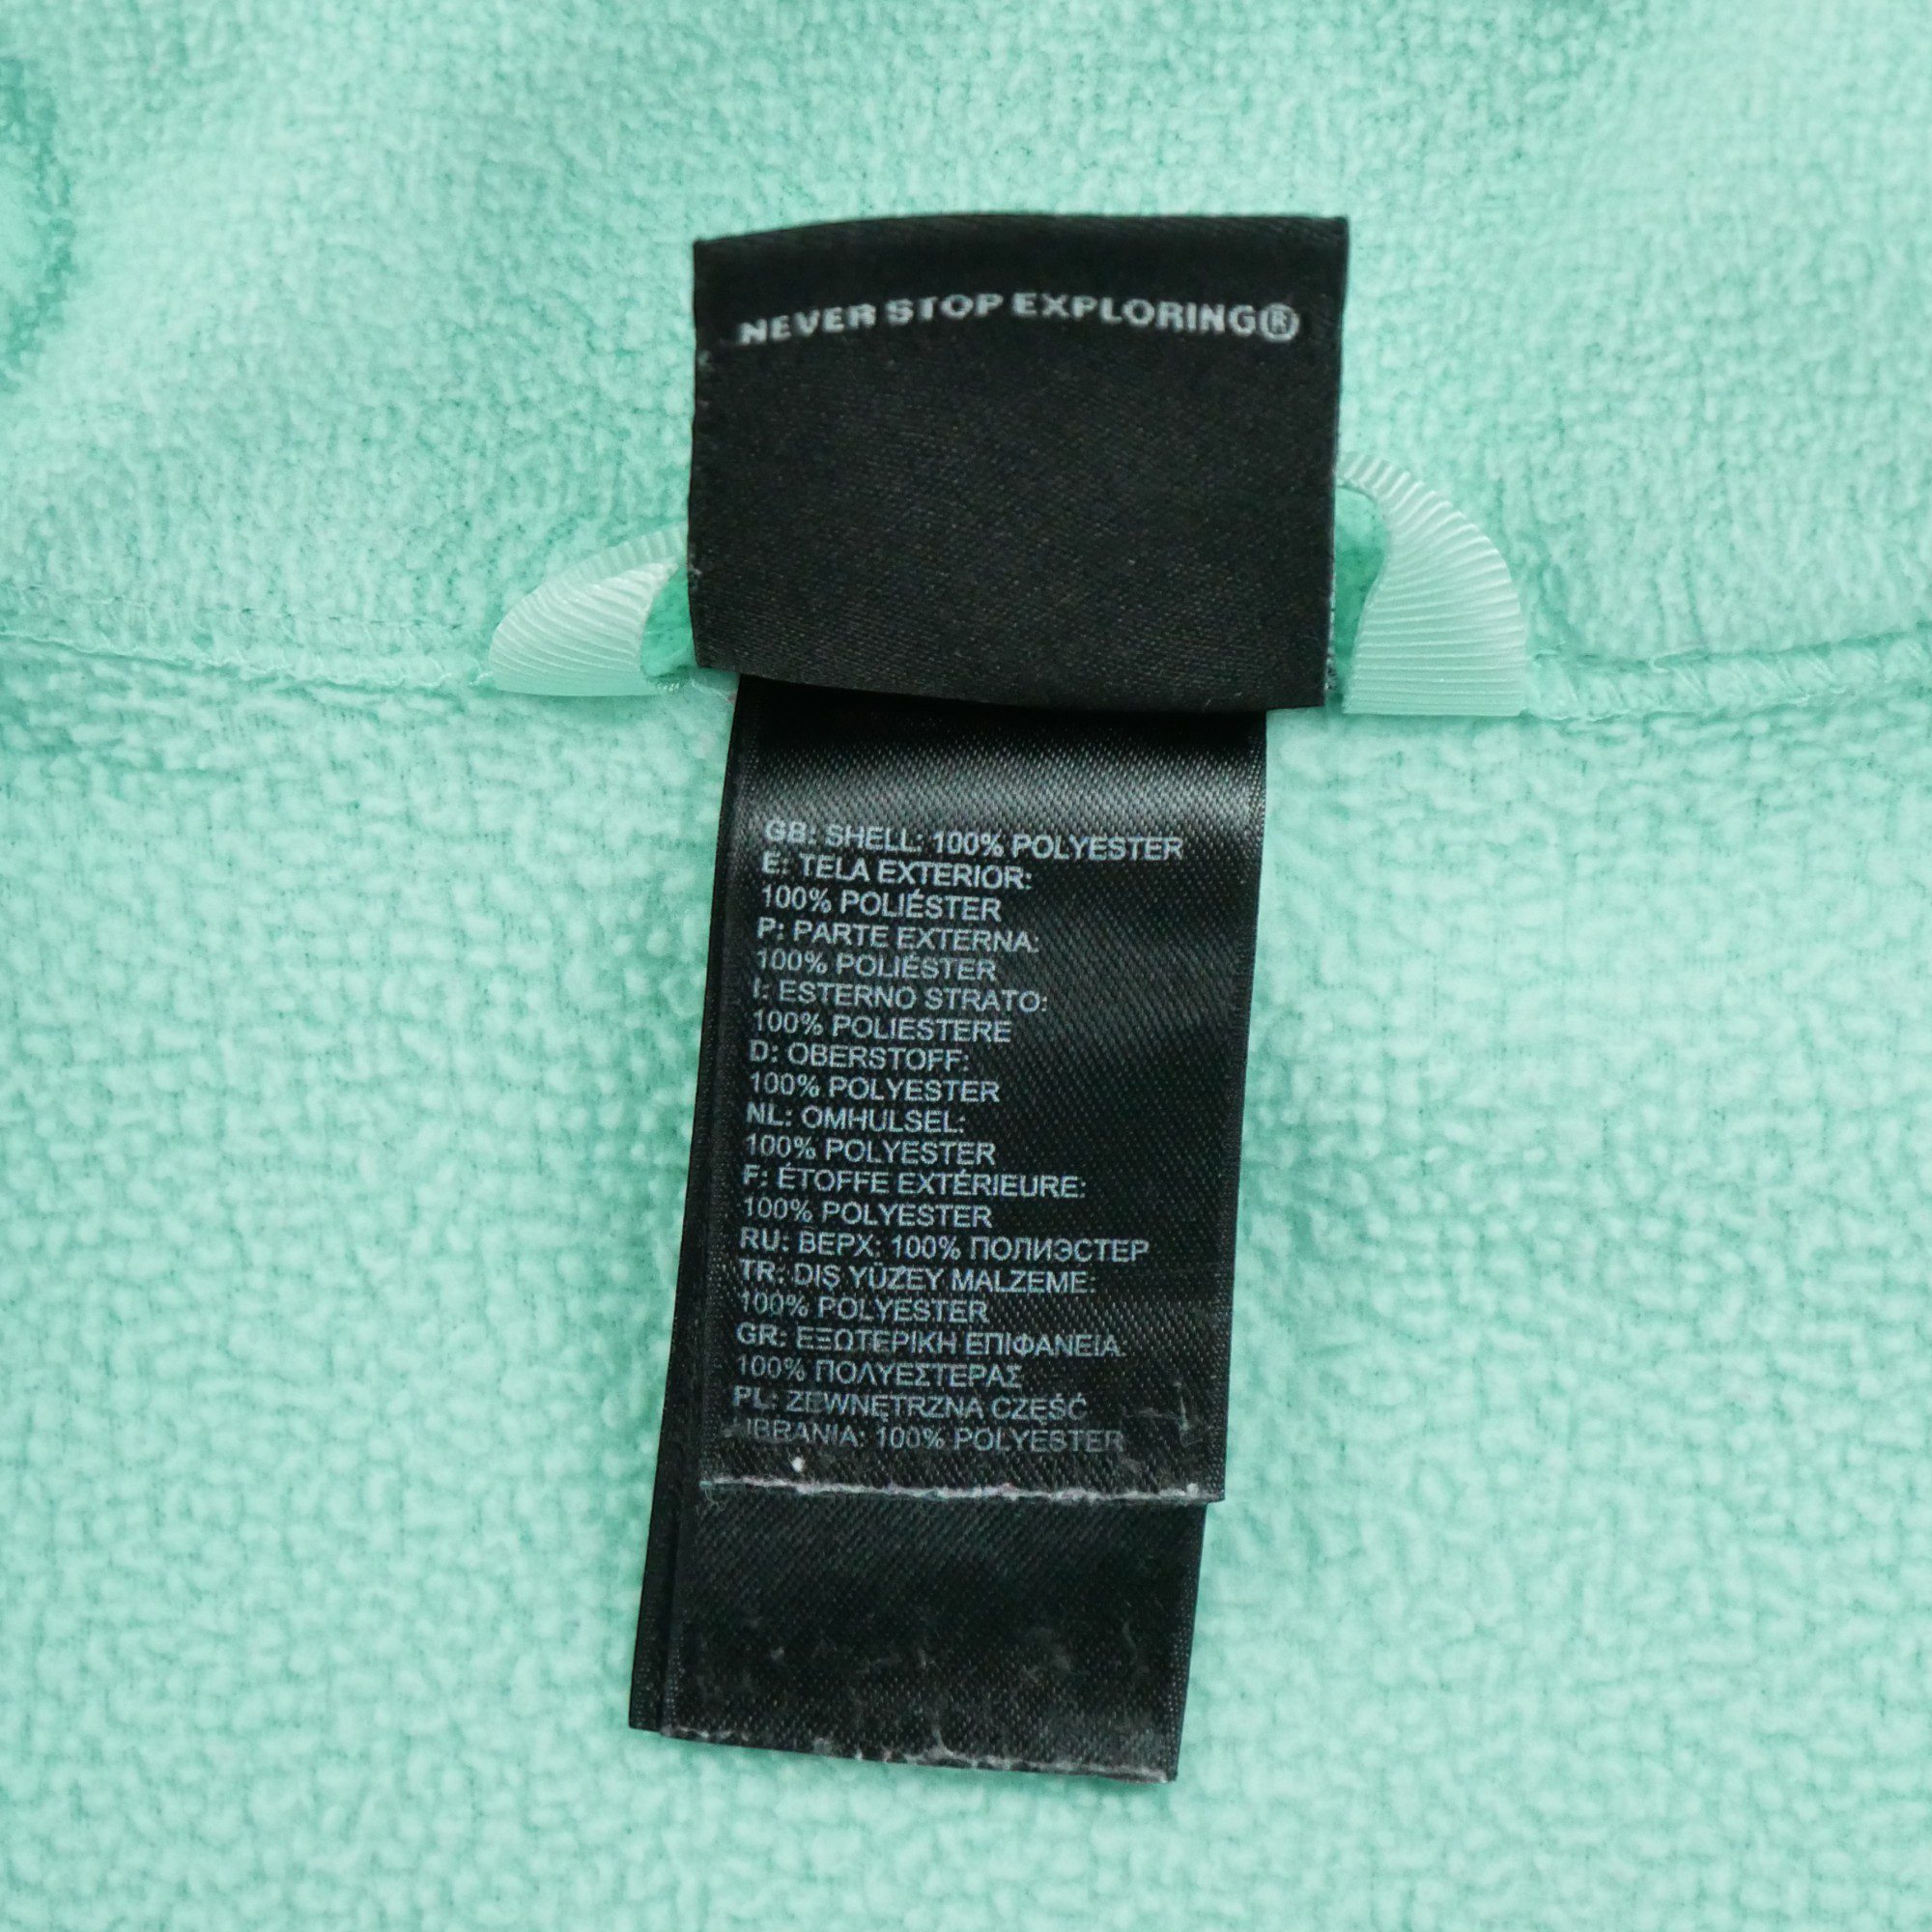 NEVER STOP EXPLORING®
GB: SHELL: 100% POLYESTER
E: TELA EXTERIOR:
100% POLIÉSTER
P: PARTE EXTERNA:
100% POLIÉSTER
I: ESTERNO STRATO:
100% POLIESTERE
D: OBERSTOFF:
100% POLYESTER
NL: OMHULSEL:
100% POLYESTER
F: ÉTOFFE EXTÉRIEURE:
100% POLYESTER
RU: ВЕРХ: 100% ПОЛИЭСТЕР
TR: DIŞ YÜZEY MALZEME:
100% POLYESTER
GR: ΕΞΩΤΕΡΙΚΗ ΕΠΙΦΑΝΕΙΑ:
100% ΠΟΛΥΕΣΤΕΡΑΣ
PL: ZEWNĘTRZNA CZĘŚĆ
UBRANIA: 100% POLYESTER